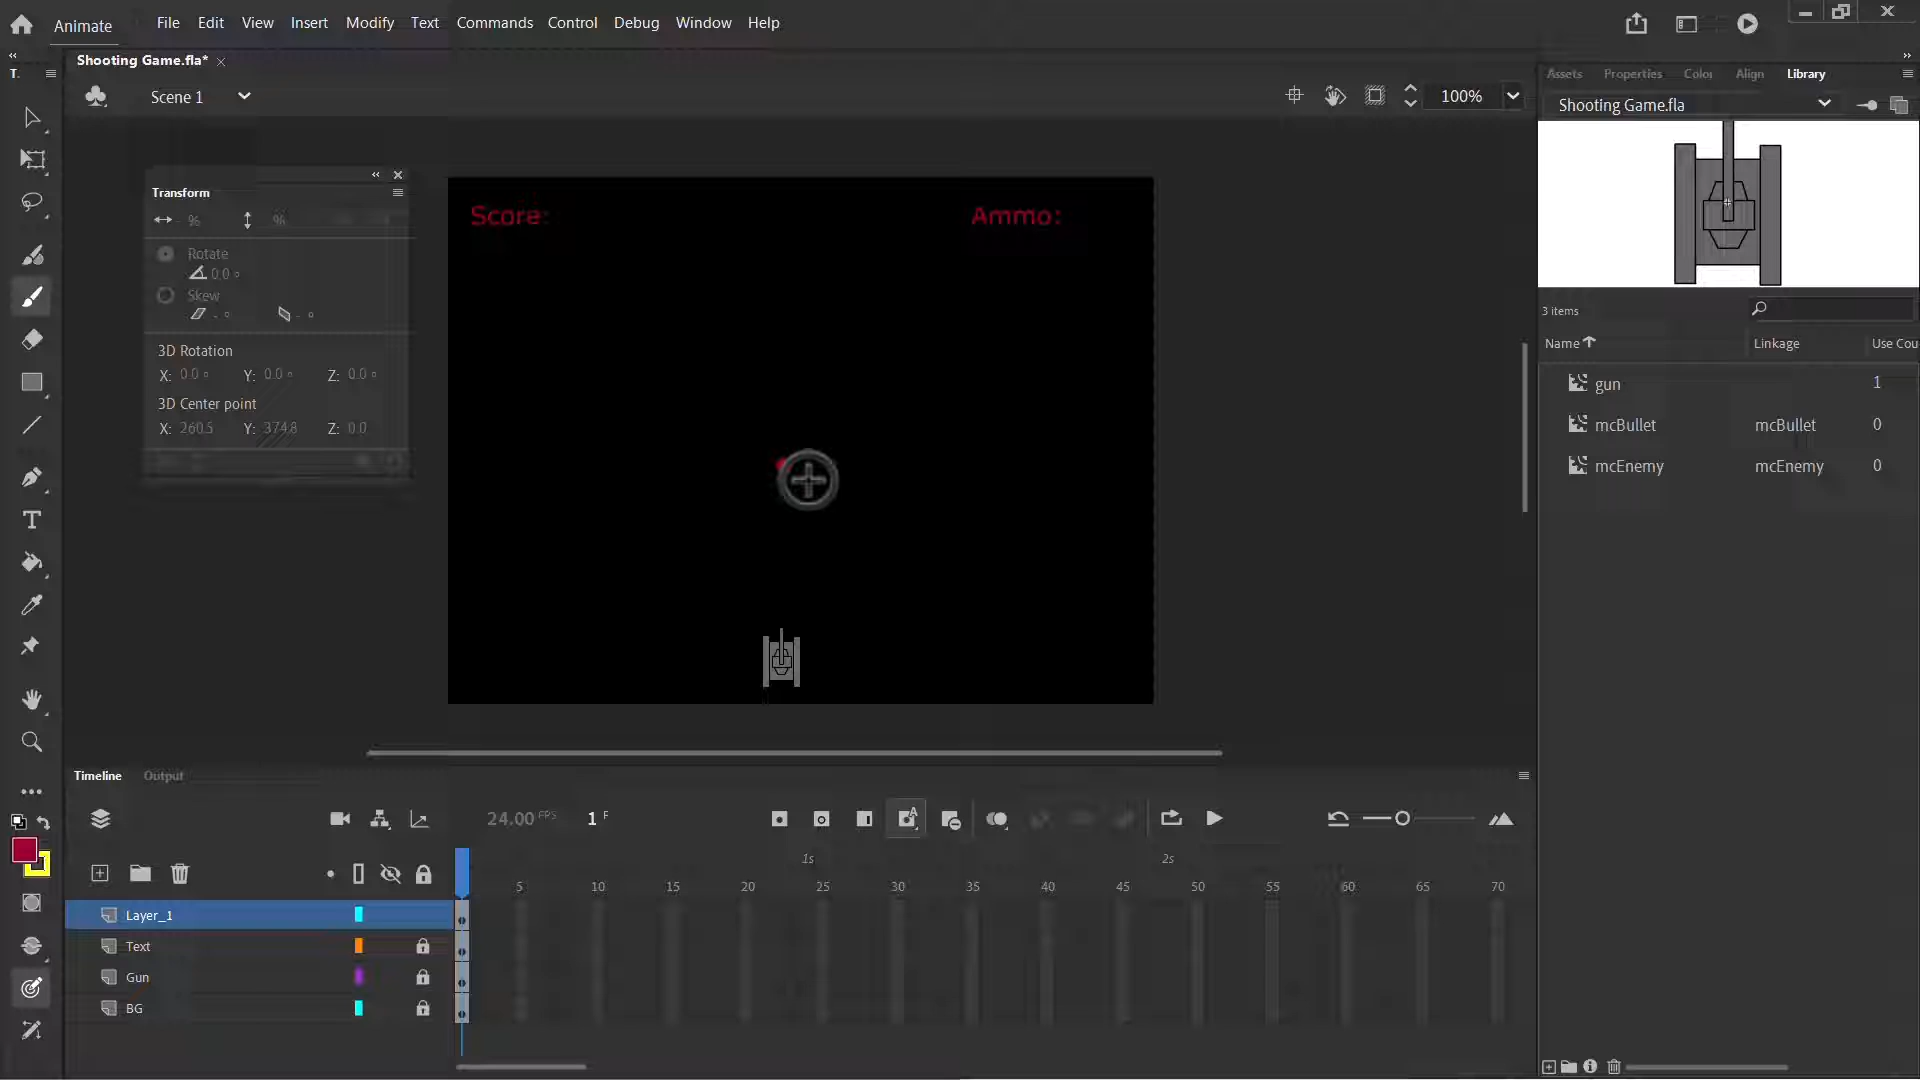 Animate File Edit View Insert Modify Text Commands Control Debug Window Help
Shooting Game.fla*
T.
Scene 1
100%
Assets Properties Color Align Library
Shooting Game.fla
Transform
%
%
Rotate
0.0 °
Skew
- °
- °
3D Rotation
X: 0.0 ° Y: 0.0 ° Z: 0.0 °
3D Center point
X: 260.5 Y: 374.8 Z: 0.0
Score:
Ammo:
3 items
Name Linkage Use Cou
gun 1
mcBullet mcBullet 0
mcEnemy mcEnemy 0
Timeline Output
24.00 FPS 1 F
1s 2s
5 10 15 20 25 30 35 40 45 50 55 60 65 70
Layer_1
Text
Gun
BG